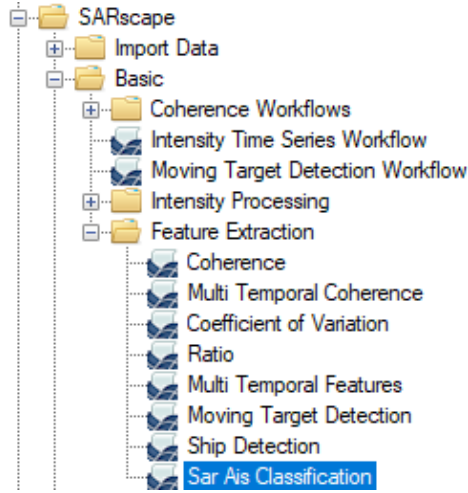 SARscape
Import Data
Basic
Coherence Workflows
Intensity Time Series Workflow
Moving Target Detection Workflow
Intensity Processing
Feature Extraction
Coherence
Multi Temporal Coherence
Coefficient of Variation
Ratio
Multi Temporal Features
Moving Target Detection
Ship Detection
Sar Ais Classification